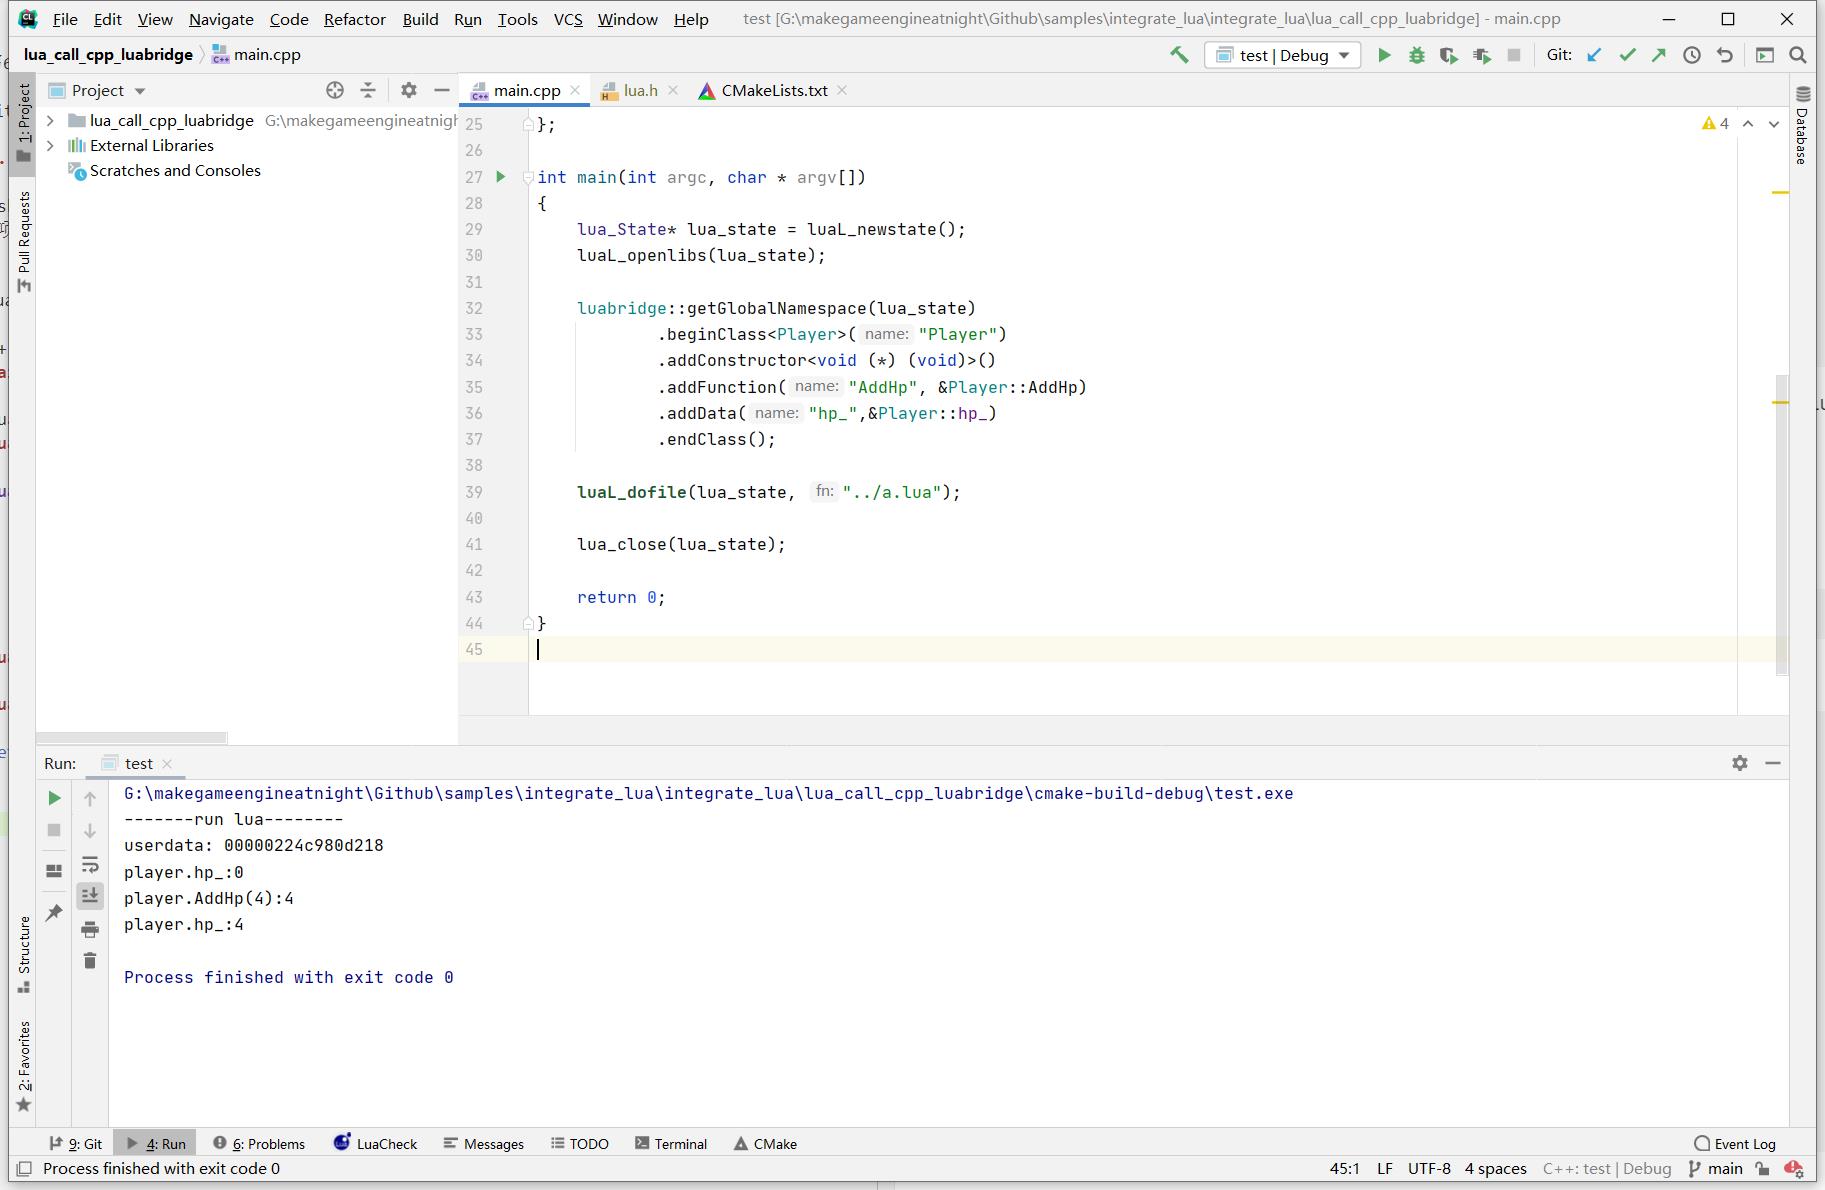 File Edit View Navigate Code Refactor Build Run Tools VCS Window Help test [G:\makegameengineatnight\Github\samples\integrate_lua\integrate_lua\lua_call_cpp_luabridge] - main.cpp
lua_call_cpp_luabridge main.cpp test | Debug Git:
1: Project
Pull Requests
Structure
2: Favorites
Project
lua_call_cpp_luabridge G:\makegameengineatnigh
External Libraries
Scratches and Consoles
main.cpp lua.h CMakeLists.txt
Database
4
25 };
26
27 int main(int argc, char * argv[])
28 {
29 lua_State* lua_state = luaL_newstate();
30 luaL_openlibs(lua_state);
31
32 luabridge::getGlobalNamespace(lua_state)
33 .beginClass<Player>( name: "Player")
34 .addConstructor<void (*) (void)>()
35 .addFunction( name: "AddHp", &Player::AddHp)
36 .addData( name: "hp_",&Player::hp_)
37 .endClass();
38
39 luaL_dofile(lua_state, fn: "../a.lua");
40
41 lua_close(lua_state);
42
43 return 0;
44 }
45
Run: test
G:\makegameengineatnight\Github\samples\integrate_lua\integrate_lua\lua_call_cpp_luabridge\cmake-build-debug\test.exe
-------run lua--------
userdata: 00000224c980d218
player.hp_:0
player.AddHp(4):4
player.hp_:4
Process finished with exit code 0
9: Git 4: Run 6: Problems LuaCheck Messages TODO Terminal CMake Event Log
Process finished with exit code 0 45:1 LF UTF-8 4 spaces C++: test | Debug main